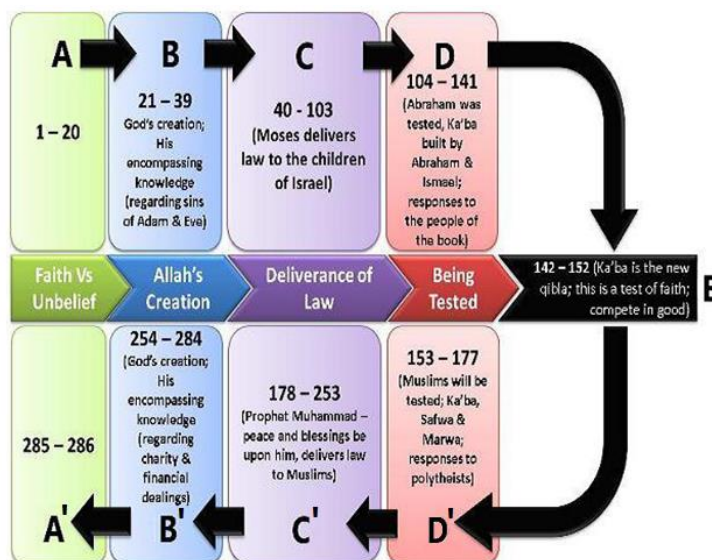 A
B
C
D
1 – 20
21 – 39
God's creation;
His
encompassing
knowledge
(regarding sins
of Adam & Eve)
40 - 103
(Moses delivers
law to the children
of Israel)
104 – 141
(Abraham was
tested, Ka'ba
built by
Abraham &
Ismael;
responses to
the people of
the book)
Faith Vs
Unbelief
Allah's
Creation
Deliverance of
Law
Being
Tested
142 – 152 (Ka'ba is the new
qibla; this is a test of faith;
compete in good)
E
285 – 286
254 – 284
(God's creation;
His
encompassing
knowledge
(regarding
charity &
financial
dealings)
178 – 253
(Prophet Muhammad –
peace and blessings be
upon him, delivers law
to Muslims)
153 – 177
(Muslims will be
tested; Ka'ba,
Safwa &
Marwa;
responses to
polytheists)
A'
B'
C'
D'